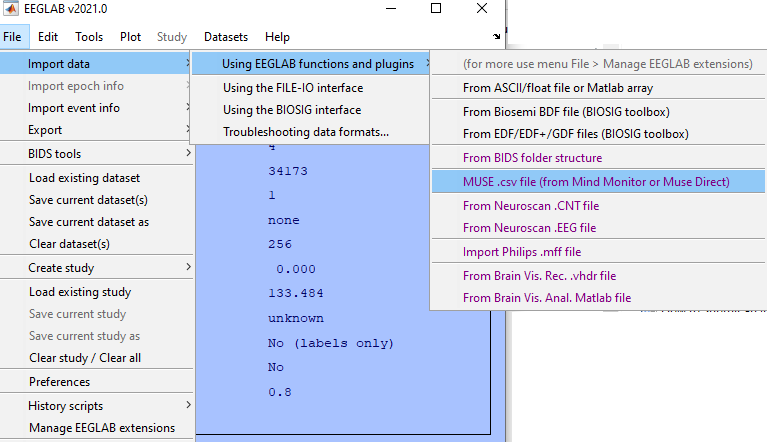 EEGLAB v2021.0
File Edit Tools Plot Study Datasets Help
Import data
Import epoch info
Import event info
Export
BIDS tools
Load existing dataset
Save current dataset(s)
Save current dataset as
Clear dataset(s)
Create study
Load existing study
Save current study
Save current study as
Clear study / Clear all
Preferences
History scripts
Manage EEGLAB extensions
Using EEGLAB functions and plugins
Using the FILE-IO interface
Using the BIOSIG interface
Troubleshooting data formats...
(for more use menu File > Manage EEGLAB extensions)
From ASCII/float file or Matlab array
From Biosemi BDF file (BIOSIG toolbox)
From EDF/EDF+/GDF files (BIOSIG toolbox)
From BIDS folder structure
MUSE .csv file (from Mind Monitor or Muse Direct)
From Neuroscan .CNT file
From Neuroscan .EEG file
Import Philips .mff file
From Brain Vis. Rec. .vhdr file
From Brain Vis. Anal. Matlab file
4
34173
1
none
256
0.000
133.484
unknown
No (labels only)
No
0.8